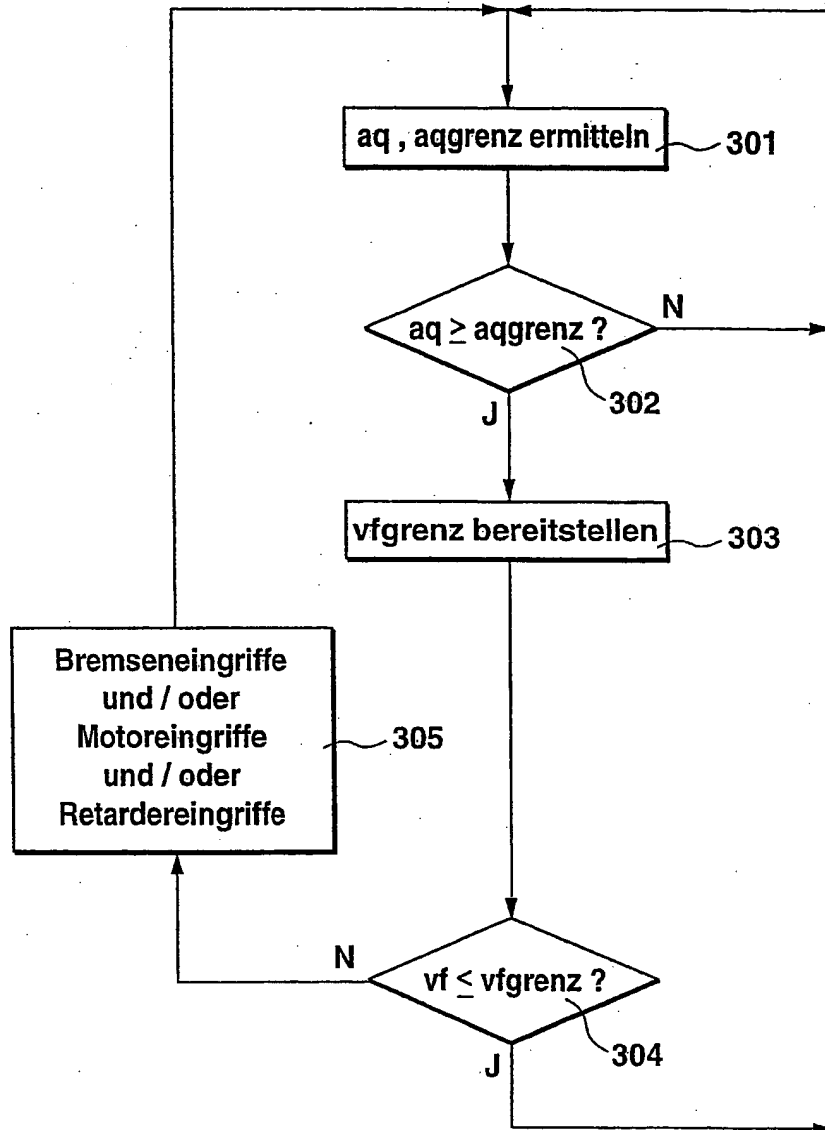 aq , aqgrenz ermitteln
301
aq ≥ aqgrenz ?
N
302
J
vfgrenz bereitstellen
303
Bremseneingriffe
und / oder
Motoreingriffe
und / oder
Retardereingriffe
305
N
vf ≤ vfgrenz ?
304
J